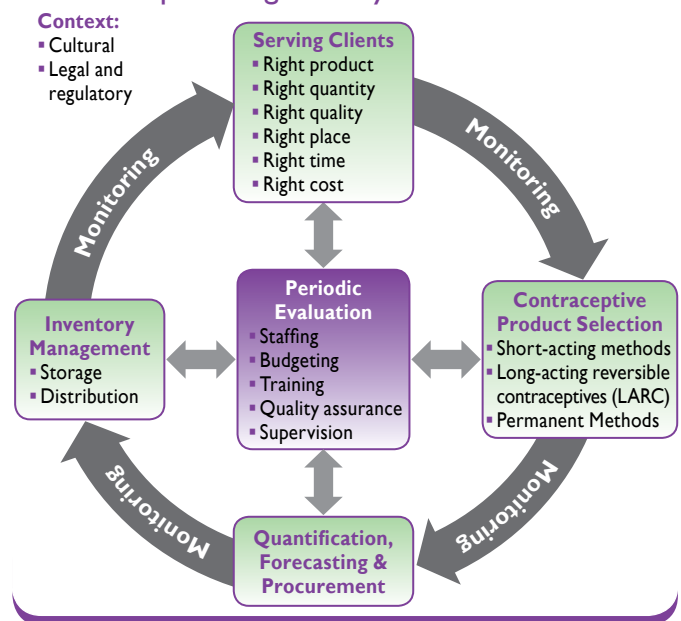 Context:
▪ Cultural
▪ Legal and
regulatory
Serving Clients
▪ Right product
▪ Right quantity
▪ Right quality
▪ Right place
▪ Right time
▪ Right cost
Monitoring
Monitoring
Periodic
Evaluation
▪ Staffing
▪ Budgeting
▪ Training
▪ Quality assurance
▪ Supervision
Inventory
Management
▪ Storage
▪ Distribution
Contraceptive
Product Selection
▪ Short-acting methods
▪ Long-acting reversible
contraceptives (LARC)
▪ Permanent Methods
Monitoring
Monitoring
Quantification,
Forecasting &
Procurement